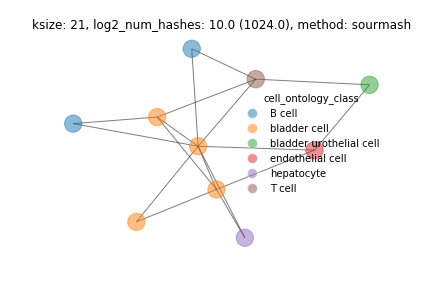 ksize: 21, log2_num_hashes: 10.0 (1024.0), method: sourmash
cell_ontology_class
B cell
bladder cell
bladder urothelial cell
endothelial cell
hepatocyte
T cell